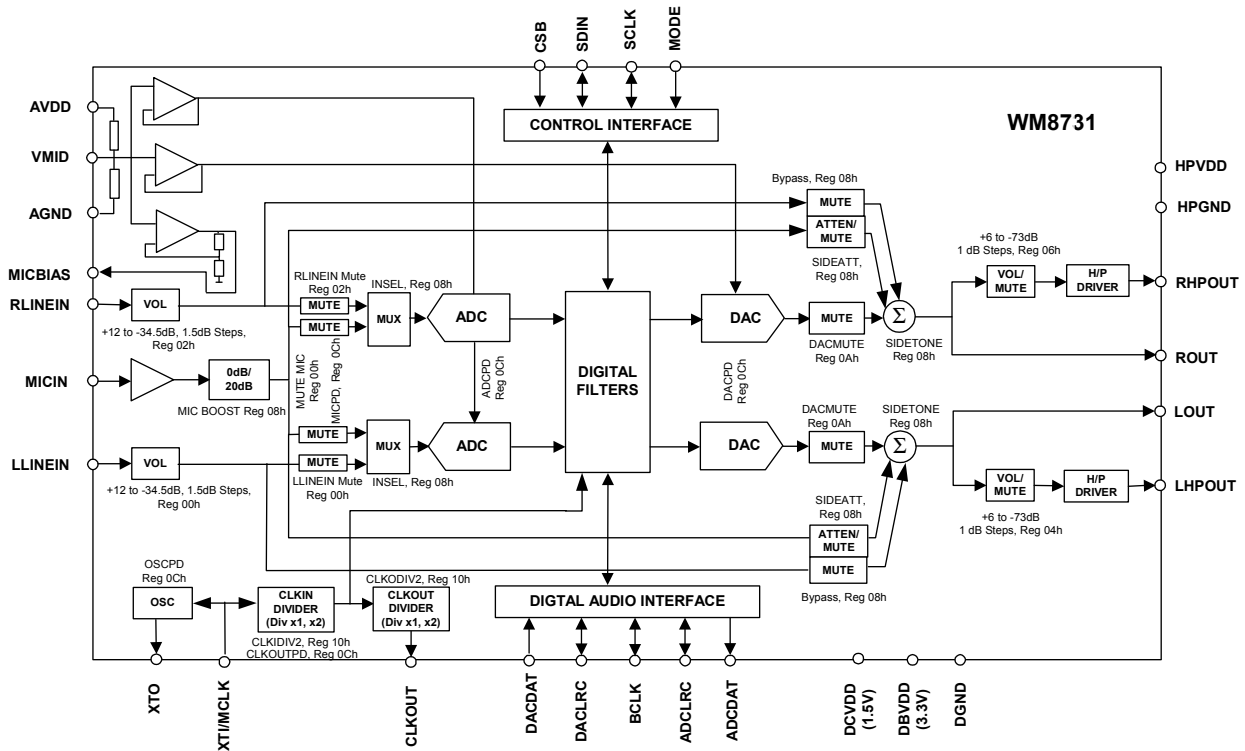 CSB
SDIN
SCLK
MODE
AVDD
VMID
AGND
MICBIAS
RLINEIN
MICIN
LLINEIN
CONTROL INTERFACE
WM8731
HPVDD
HPGND
RHPOUT
ROUT
LOUT
LHPOUT
Bypass, Reg 08h
MUTE
ATTEN/
MUTE
SIDEATT,
Reg 08h
+6 to -73dB
1 dB Steps, Reg 06h
VOL/
MUTE
H/P
DRIVER
RLINEIN Mute
Reg 02h
INSEL, Reg 08h
VOL
MUTE
MUTE
MUX
ADC
+12 to -34.5dB, 1.5dB Steps,
Reg 02h
DAC
MUTE
Σ
DACMUTE
Reg 0Ah
SIDETONE
Reg 08h
0dB/
20dB
MIC BOOST Reg 08h
MUTE MIC
Reg 00h
MICPD, Reg 0Ch
ADCPD
Reg 0Ch
DIGITAL
FILTERS
DACPD
Reg 0Ch
DACMUTE
Reg 0Ah
SIDETONE
Reg 08h
VOL
MUTE
MUTE
MUX
ADC
DAC
MUTE
Σ
+12 to -34.5dB, 1.5dB Steps,
Reg 00h
LLINEIN Mute
Reg 00h
INSEL, Reg 08h
VOL/
MUTE
H/P
DRIVER
+6 to -73dB
1 dB Steps, Reg 04h
SIDEATT,
Reg 08h
ATTEN/
MUTE
MUTE
Bypass, Reg 08h
OSCPD
Reg 0Ch
OSC
CLKIN
DIVIDER
(Div x1, x2)
CLKIDIV2, Reg 10h
CLKOUTPD, Reg 0Ch
CLKODIV2, Reg 10h
CLKOUT
DIVIDER
(Div x1, x2)
DIGTAL AUDIO INTERFACE
XTO
XTI/MCLK
CLKOUT
DACDAT
DACLRC
BCLK
ADCLRC
ADCDAT
DCVDD
(1.5V)
DBVDD
(3.3V)
DGND